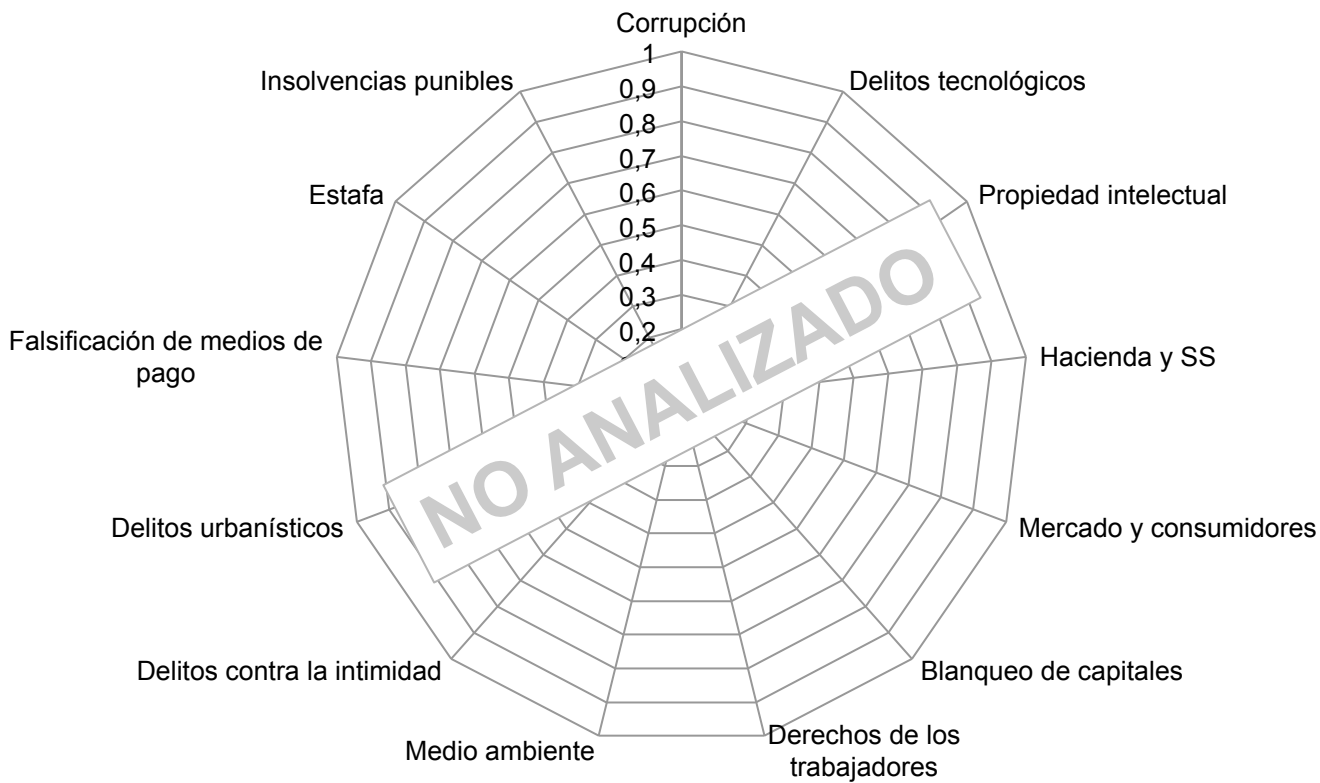 Corrupción
1
Insolvencias punibles
Delitos tecnológicos
0,9
0,8
0,7
Estafa
Propiedad intelectual
0,6
0,5
0,4
0,3
0,2
Falsificación de medios de
pago
Hacienda y SS
NO ANALIZADO
Delitos urbanísticos
Mercado y consumidores
Delitos contra la intimidad
Blanqueo de capitales
Medio ambiente
Derechos de los
trabajadores